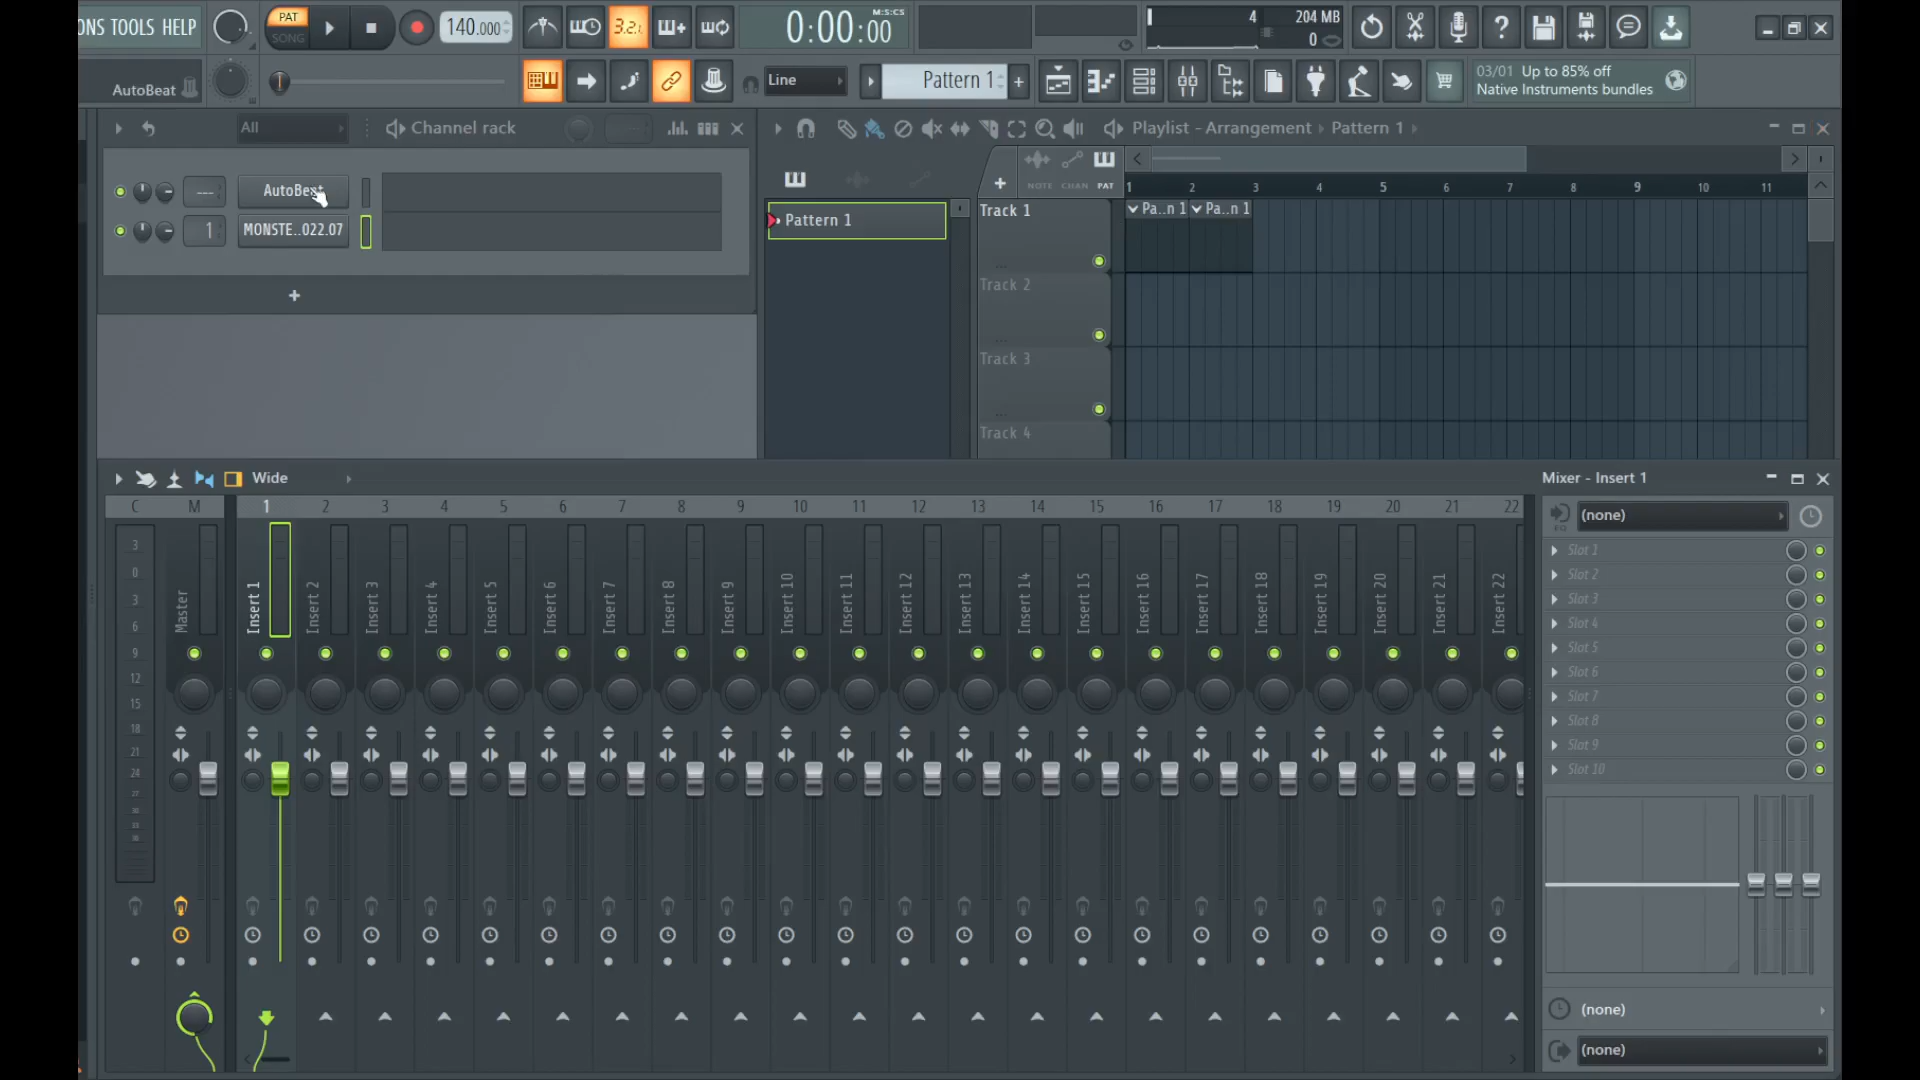 ONS TOOLS HELP
PAT
SONG
140.000
3.2.
0:00:00
M:S:CS
4
204 MB
0
AutoBeat
Line
Pattern 1
+
03/01 Up to 85% off
Native Instruments bundles
All
Channel rack
Playlist - Arrangement › Pattern 1 ›
NOTE CHAN PAT
1 2 3 4 5 6 7 8 9 10 11
--- AutoBeat
1 MONSTE..022.07
+
Pattern 1
Track 1
Pa..n 1 Pa..n 1
Track 2
Track 3
Track 4
Wide
Mixer - Insert 1
C M 1 2 3 4 5 6 7 8 9 10 11 12 13 14 15 16 17 18 19 20 21 22
3
0
3
6
9
12
15
18
21
24
27
30
33
36
Master
Insert 1
Insert 2
Insert 3
Insert 4
Insert 5
Insert 6
Insert 7
Insert 8
Insert 9
Insert 10
Insert 11
Insert 12
Insert 13
Insert 14
Insert 15
Insert 16
Insert 17
Insert 18
Insert 19
Insert 20
Insert 21
Insert 22
(none)
Slot 1
Slot 2
Slot 3
Slot 4
Slot 5
Slot 6
Slot 7
Slot 8
Slot 9
Slot 10
(none)
(none)